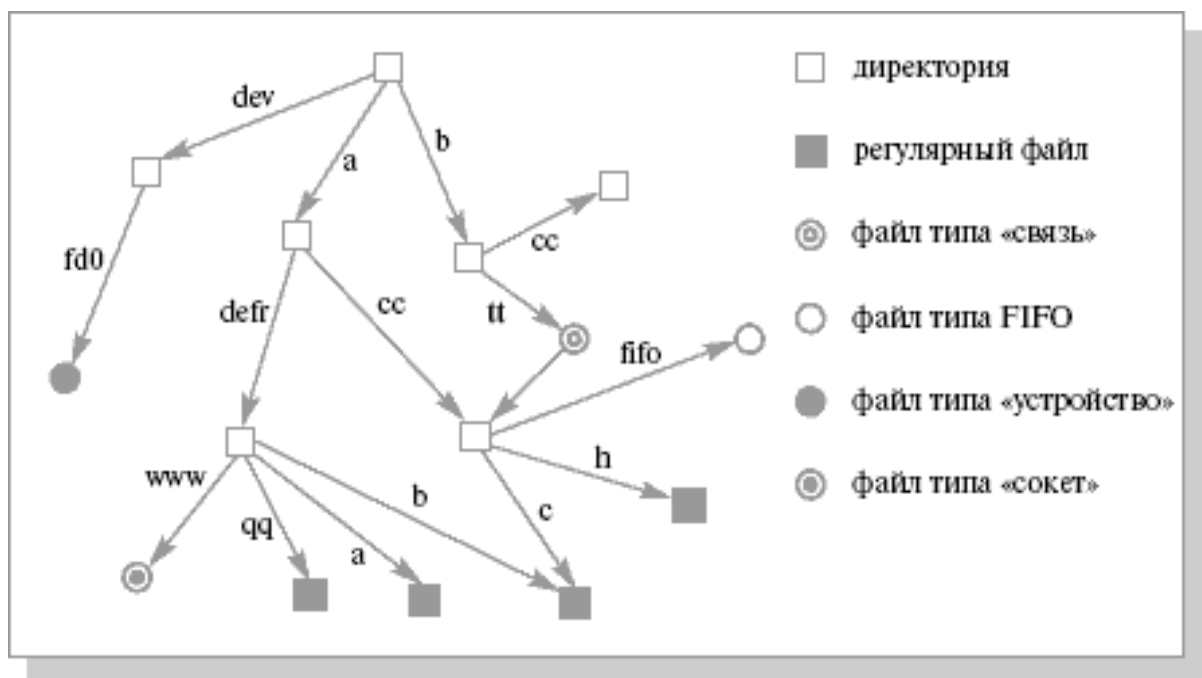 dev
a
b
fd0
defr
cc
cc
tt
fifo
www
qq
a
b
c
h
директория
регулярный файл
файл типа «связь»
файл типа FIFO
файл типа «устройство»
файл типа «сокет»